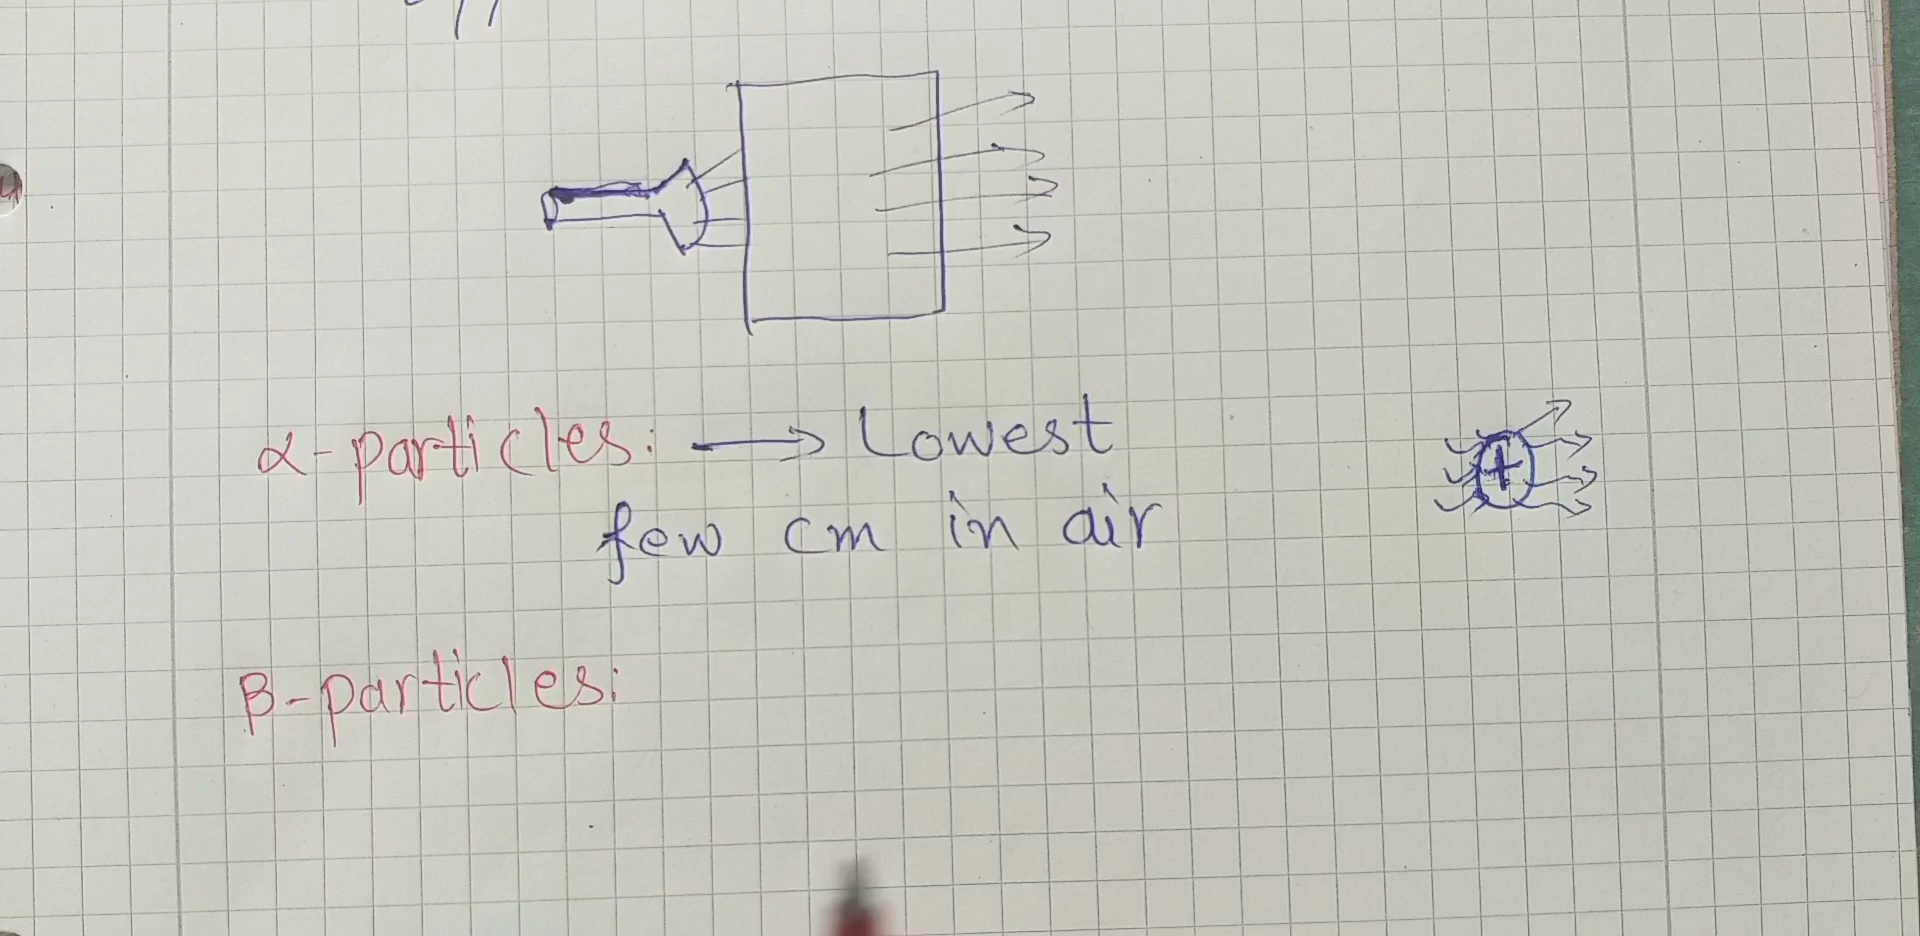 α-particles: → Lowest
few cm in air
+
β-particles: